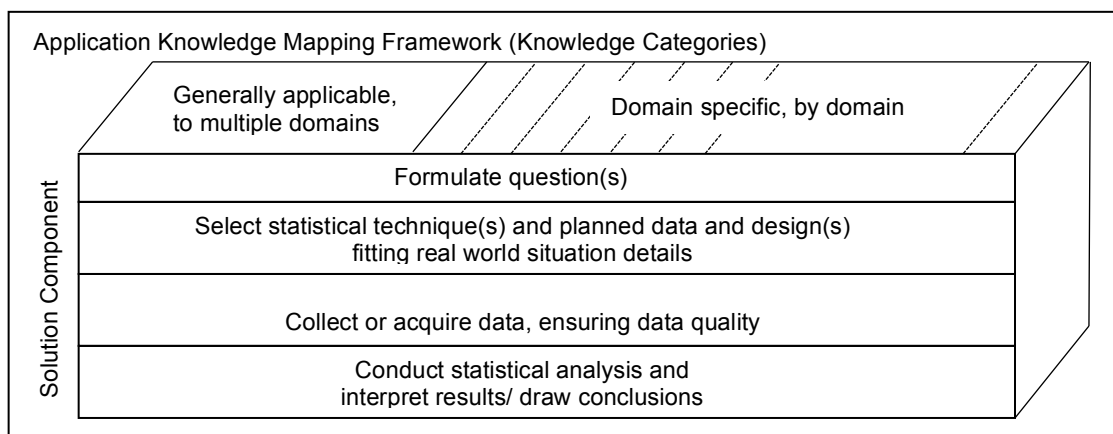 Application Knowledge Mapping Framework (Knowledge Categories)
Generally applicable,
to multiple domains
Domain specific, by domain
Solution Component
Formulate question(s)
Select statistical technique(s) and planned data and design(s)
fitting real world situation details
Collect or acquire data, ensuring data quality
Conduct statistical analysis and
interpret results/ draw conclusions